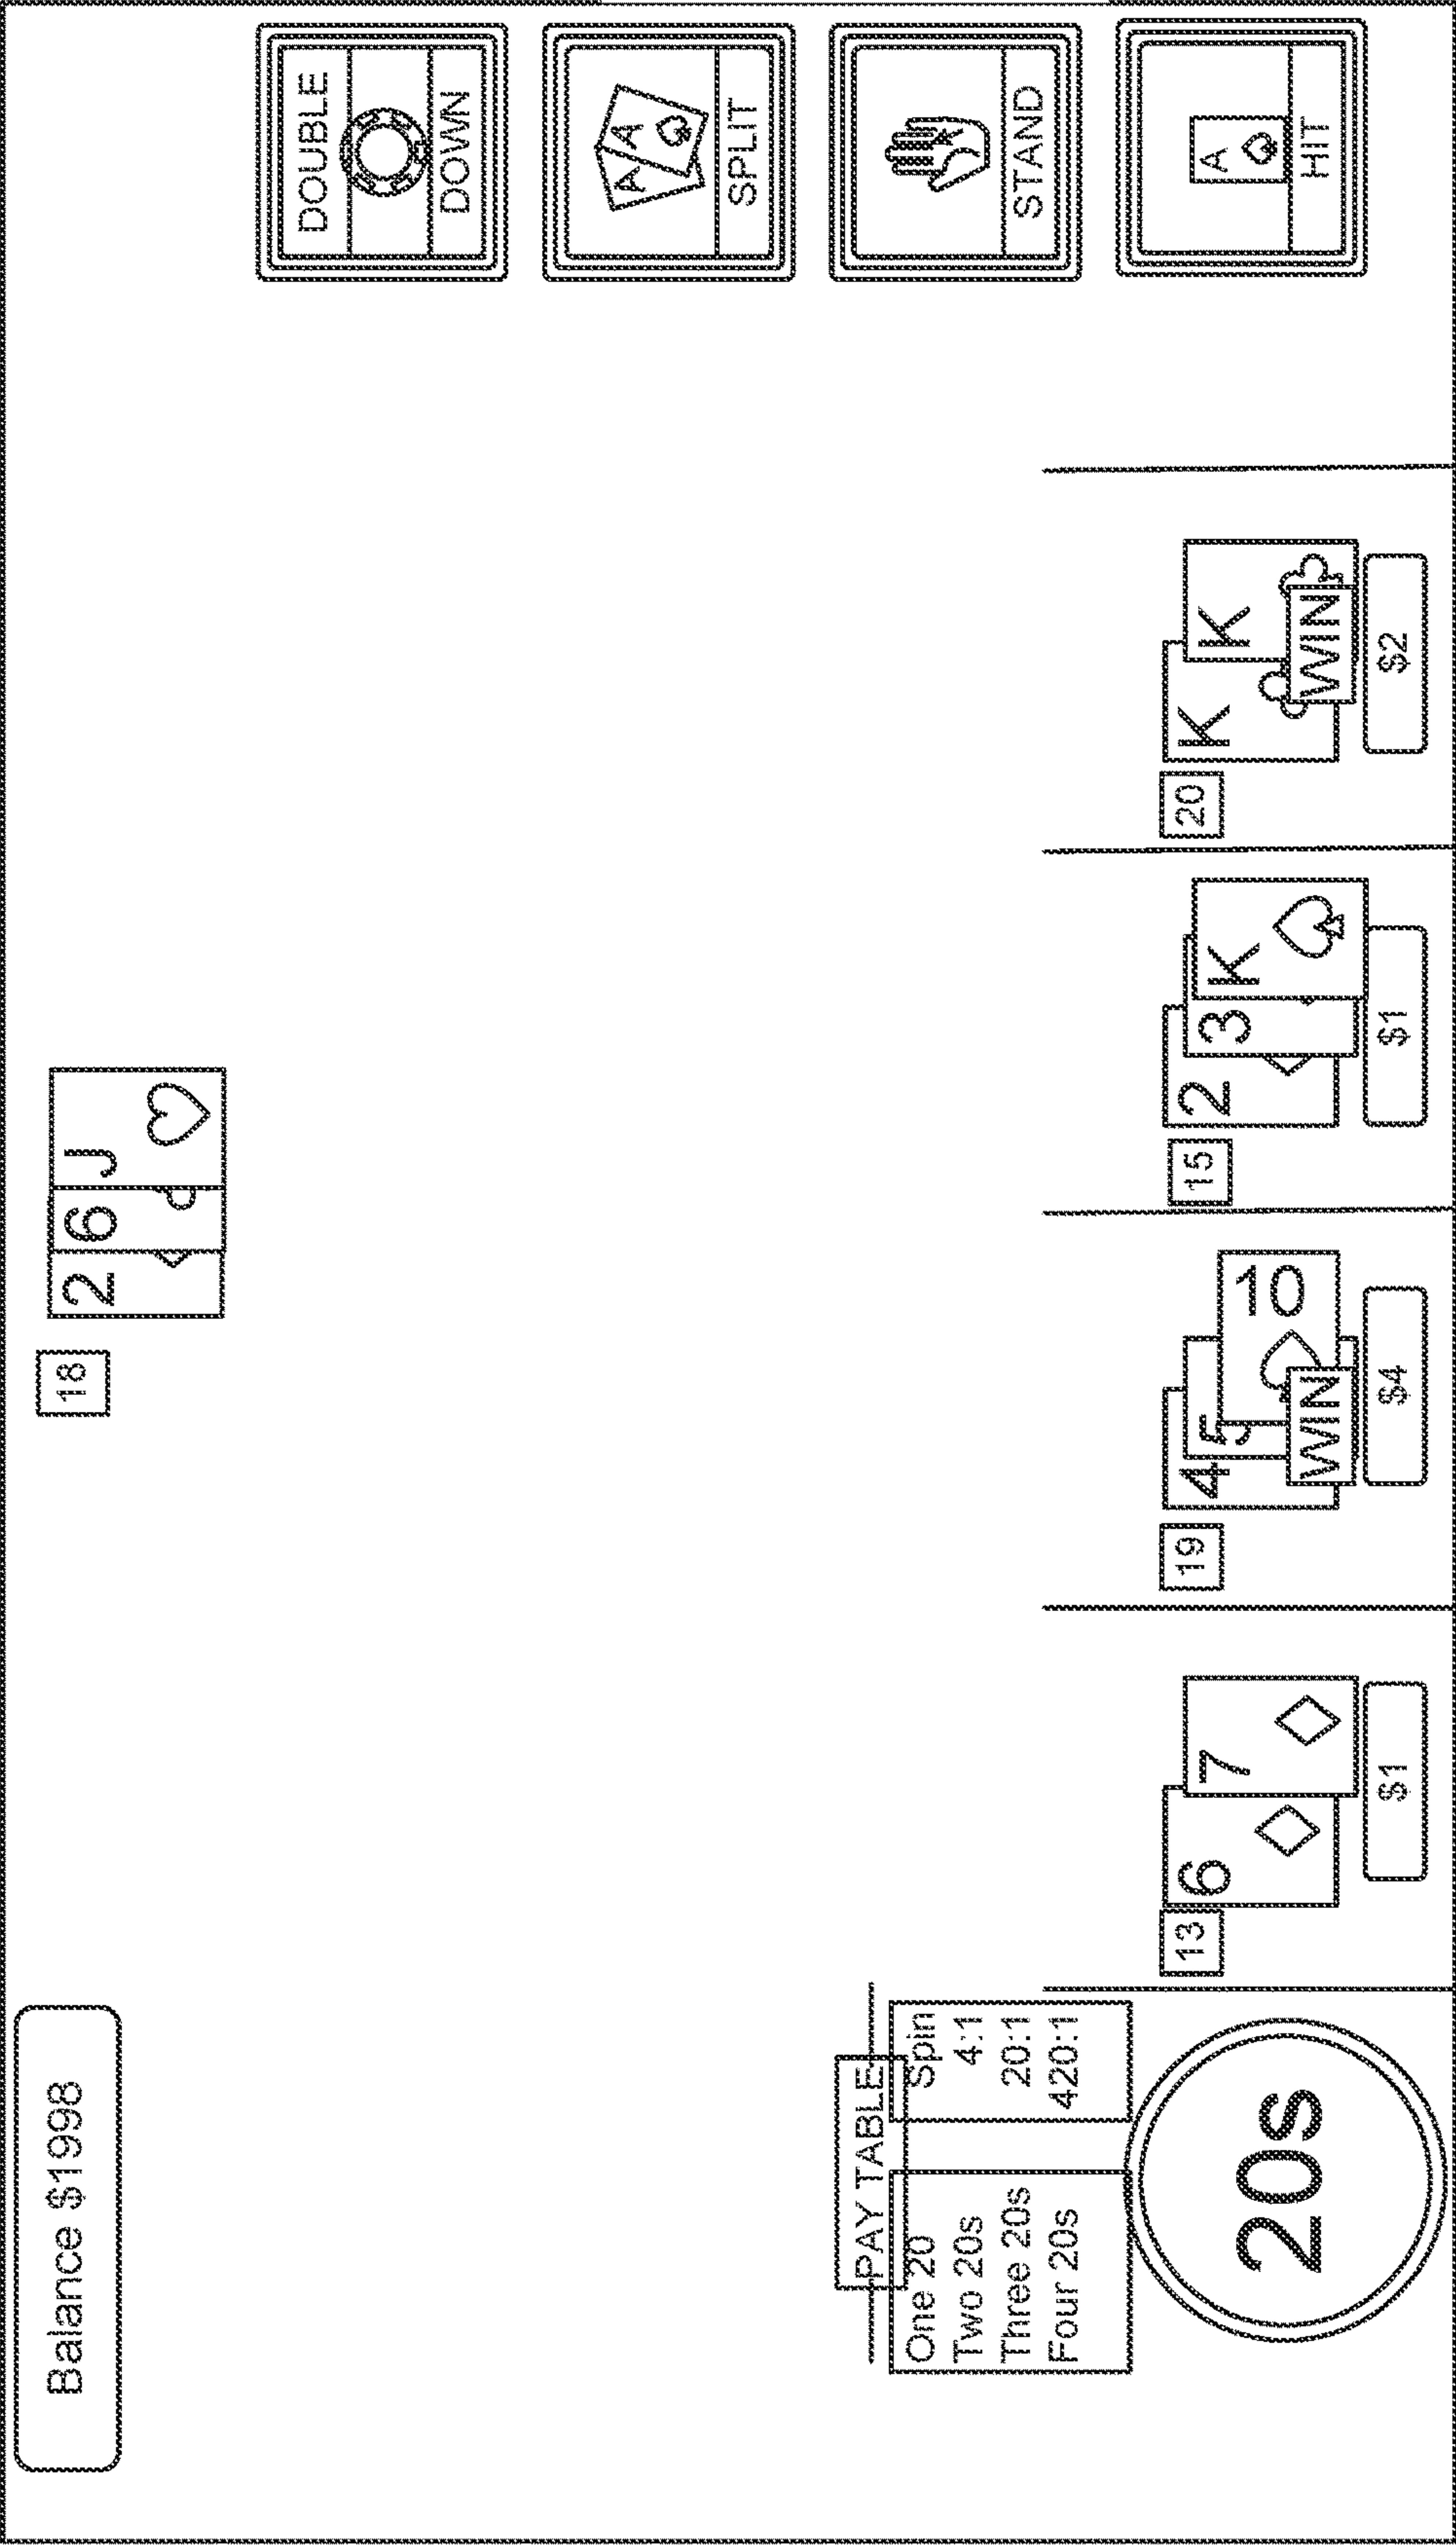 Balance $1998
18
2 6 J
DOUBLE
DOWN
A A
SPLIT
STAND
A
HIT
PAY TABLE
One 20 Spin
Two 20s 4:1
Three 20s 20:1
Four 20s 420:1
20s
13
6 7
$1
19
4 5 10
WIN
$4
15
2 3 K
$1
20
K K
WIN
$2